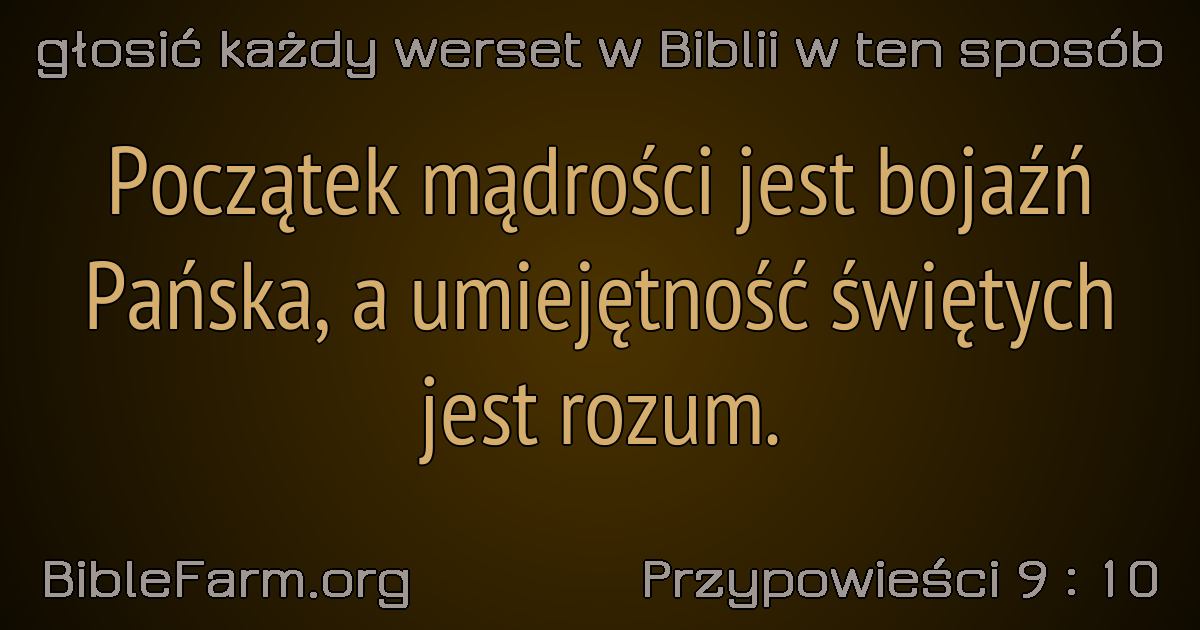 głosić każdy werset w Biblii w ten sposób
Początek mądrości jest bojaźń
Pańska, a umiejętność świętych
jest rozum.
BibleFarm.org
Przypowieści 9 : 10